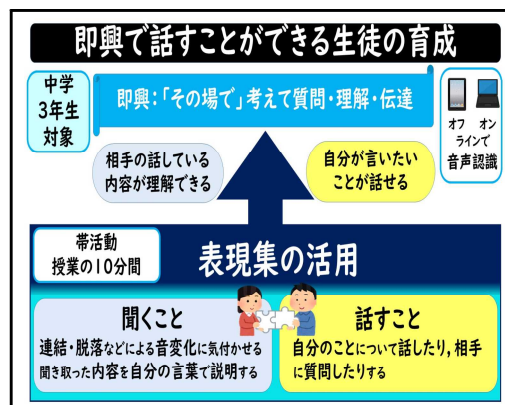 即興で話すことができる生徒の育成
中学
3年生
対象
即興:「その場で」考えて質問・理解・伝達
オフ オン
ラインで
音声認識
相手の話している
内容が理解できる
自分が言いたい
ことが話せる
帯活動
授業の10分間
表現集の活用
聞くこと
連結・脱落などによる音変化に気付かせる
聞き取った内容を自分の言葉で説明する
話すこと
自分のことについて話したり,相手
に質問したりする